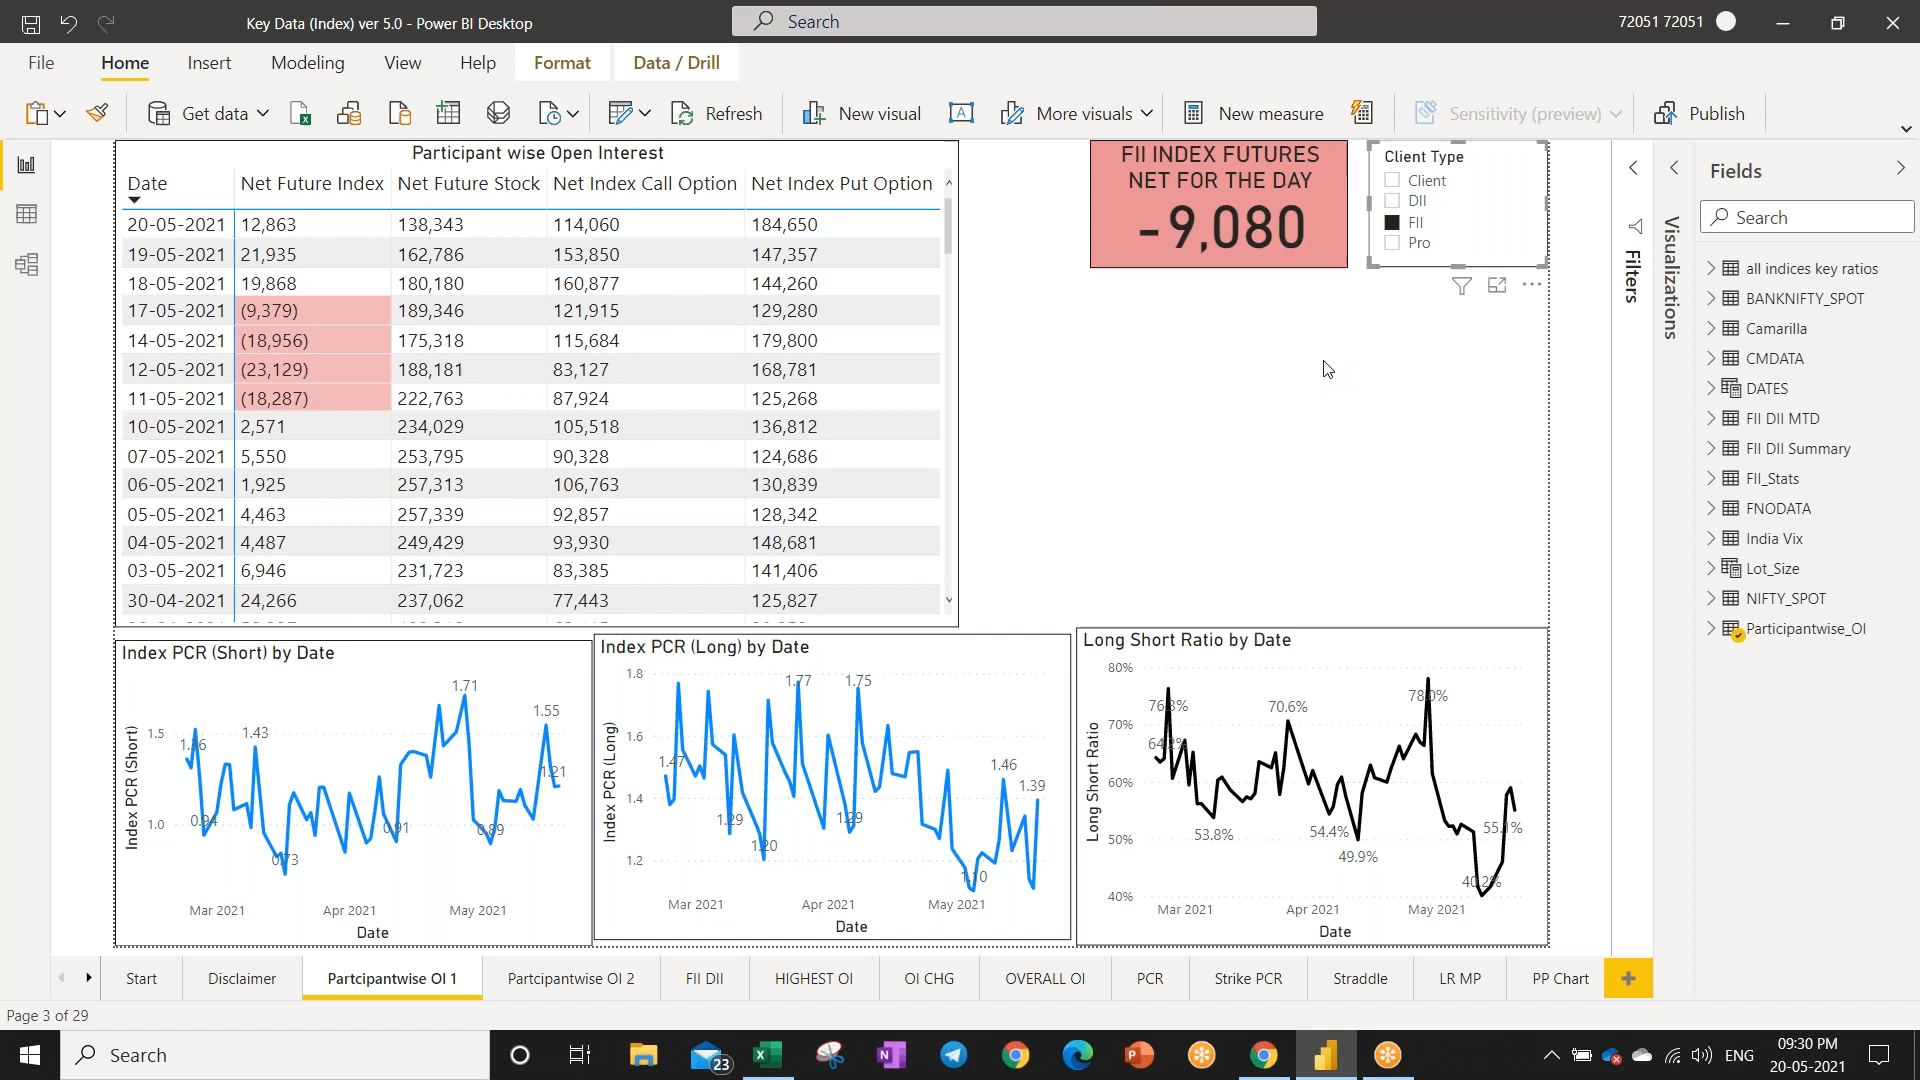 Key Data (Index) ver 5.0 - Power BI Desktop
Search
72051 72051
File Home Insert Modeling View Help Format Data / Drill
Get data Refresh New visual More visuals New measure Sensitivity (preview) Publish
Participant wise Open Interest
Date Net Future Index Net Future Stock Net Index Call Option Net Index Put Option
20-05-2021 12,863 138,343 114,060 184,650
19-05-2021 21,935 162,786 153,850 147,357
18-05-2021 19,868 180,180 160,877 144,260
17-05-2021 (9,379) 189,346 121,915 129,280
14-05-2021 (18,956) 175,318 115,684 179,800
12-05-2021 (23,129) 188,181 83,127 168,781
11-05-2021 (18,287) 222,763 87,924 125,268
10-05-2021 2,571 234,029 105,518 136,812
07-05-2021 5,550 253,795 90,328 124,686
06-05-2021 1,925 257,313 106,763 130,839
05-05-2021 4,463 257,339 92,857 128,342
04-05-2021 4,487 249,429 93,930 148,681
03-05-2021 6,946 231,723 83,385 141,406
30-04-2021 24,266 237,062 77,443 125,827
FII INDEX FUTURES
NET FOR THE DAY
-9,080
Client Type
Client
DII
FII
Pro
Filters
Visualizations
Fields
Search
all indices key ratios
BANKNIFTY_SPOT
Camarilla
CMDATA
DATES
FII DII MTD
FII DII Summary
FII_Stats
FNODATA
India Vix
Lot_Size
NIFTY_SPOT
Participantwise_OI
Index PCR (Short) by Date
Index PCR (Short)
1.5
1.0
1.36
0.94
1.43
0.73
0.91
1.71
0.89
1.55
1.21
Mar 2021 Apr 2021 May 2021
Date
Index PCR (Long) by Date
Index PCR (Long)
1.8
1.6
1.4
1.2
1.47
1.29
1.20
1.77
1.29
1.75
1.10
1.46
1.39
Mar 2021 Apr 2021 May 2021
Date
Long Short Ratio by Date
Long Short Ratio
80%
70%
60%
50%
40%
76.3%
64.2%
53.8%
70.6%
54.4%
49.9%
78.0%
40.2%
55.1%
Mar 2021 Apr 2021 May 2021
Date
Start Disclaimer Partcipantwise OI 1 Partcipantwise OI 2 FII DII HIGHEST OI OI CHG OVERALL OI PCR Strike PCR Straddle LR MP PP Chart
Page 3 of 29
Search
23
ENG
09:30 PM
20-05-2021